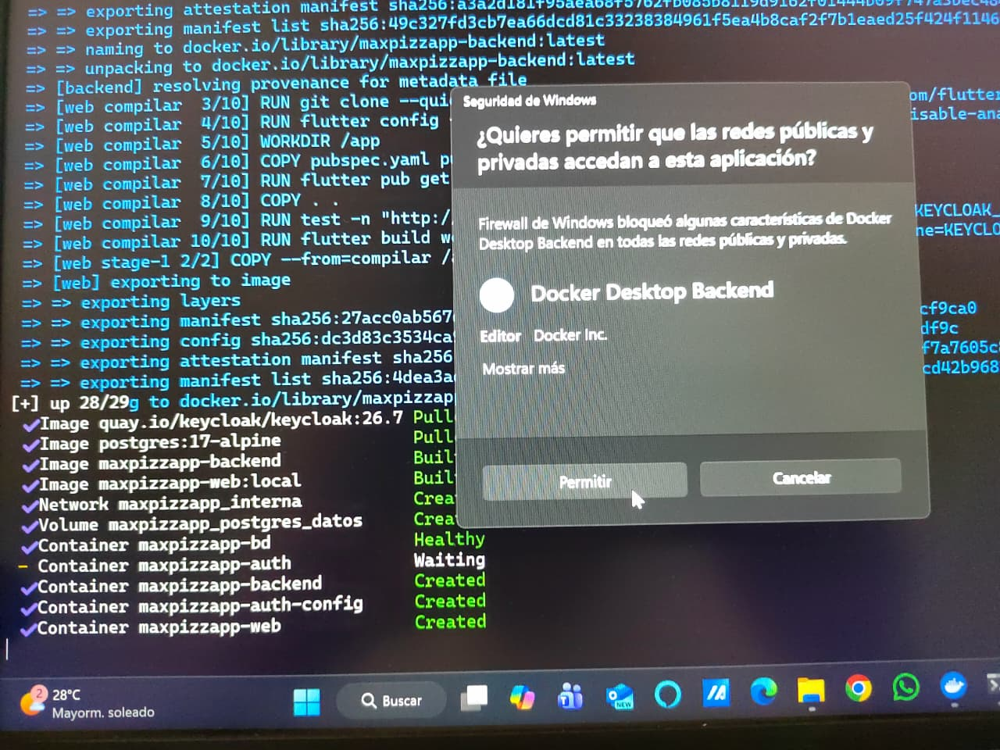 => => exporting attestation manifest
=> => exporting manifest list sha256:49c327fd3cb7ea66dcd81c33238384961f5ea4b8caf2f7b1eaed25f424f1146
=> => naming to docker.io/library/maxpizzapp-backend:latest
=> => unpacking to docker.io/library/maxpizzapp-backend:latest
=> [backend] resolving provenance for metadata file
=> [web compilar 3/10] RUN git clone --qui
om/flutter
=> [web compilar 4/10] RUN flutter config
isable-ana
=> [web compilar 5/10] WORKDIR /app
=> [web compilar 6/10] COPY pubspec.yaml pu
=> [web compilar 7/10] RUN flutter pub get
=> [web compilar 8/10] COPY . .
=> [web compilar 9/10] RUN test -n "http:/
KEYCLOAK_
=> [web compilar 10/10] RUN flutter build w
ne=KEYCLO
=> [web stage-1 2/2] COPY --from=compilar /
=> [web] exporting to image
=> => exporting layers
=> => exporting manifest sha256:27acc0ab567
cf9ca0
=> => exporting config sha256:dc3d83c3534ca
df9c
=> => exporting attestation manifest sha256
f7a7605c
=> => exporting manifest list sha256:4dea3a
cd42b968
[+] up 28/29g to docker.io/library/maxpizzap
✔Image quay.io/keycloak/keycloak:26.7 Pull
✔Image postgres:17-alpine Pull
✔Image maxpizzapp-backend Buil
✔Image maxpizzapp-web:local Buil
✔Network maxpizzapp_interna Crea
✔Volume maxpizzapp_postgres_datos Crea
✔Container maxpizzapp-bd Healthy
- Container maxpizzapp-auth Waiting
✔Container maxpizzapp-backend Created
✔Container maxpizzapp-auth-config Created
✔Container maxpizzapp-web Created
Seguridad de Windows
¿Quieres permitir que las redes públicas y
privadas accedan a esta aplicación?
Firewall de Windows bloqueó algunas características de Docker
Desktop Backend en todas las redes públicas y privadas.
Docker Desktop Backend
Editor Docker Inc.
Mostrar más
Permitir
Cancelar
2
28°C
Mayorm. soleado
Buscar
NEW